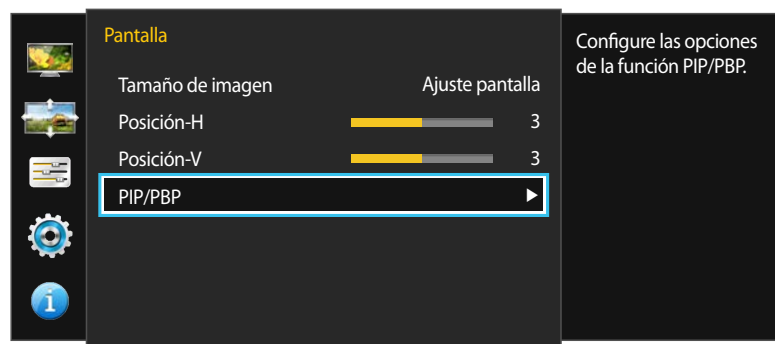 Pantalla
Tamaño de imagen Ajuste pantalla
Posición-H 3
Posición-V 3
PIP/PBP
Configure las opciones
de la función PIP/PBP.